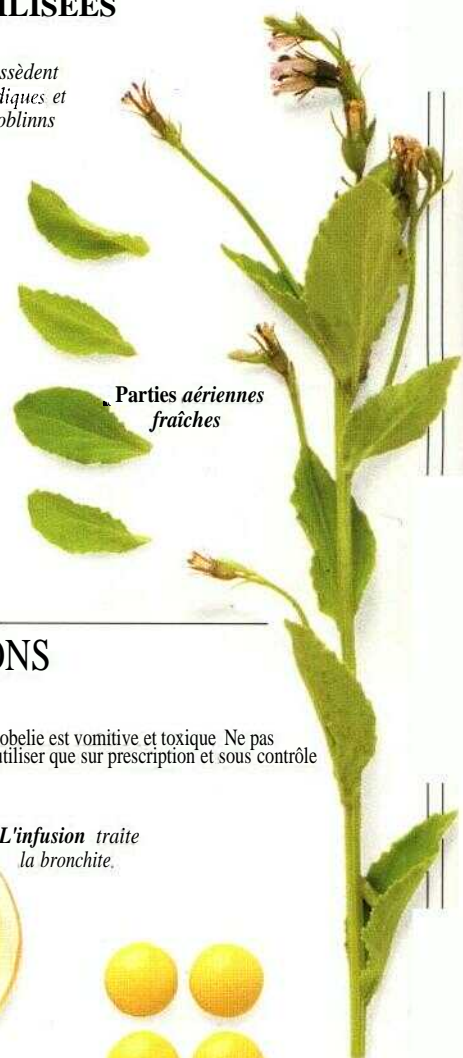 ILISÉES
ssèdent
diques et
oblinns
Parties aériennes
fraîches
ONS
obelie est vomitive et toxique Ne pas
utiliser que sur prescription et sous contrôle
L'infusion traite
la bronchite.